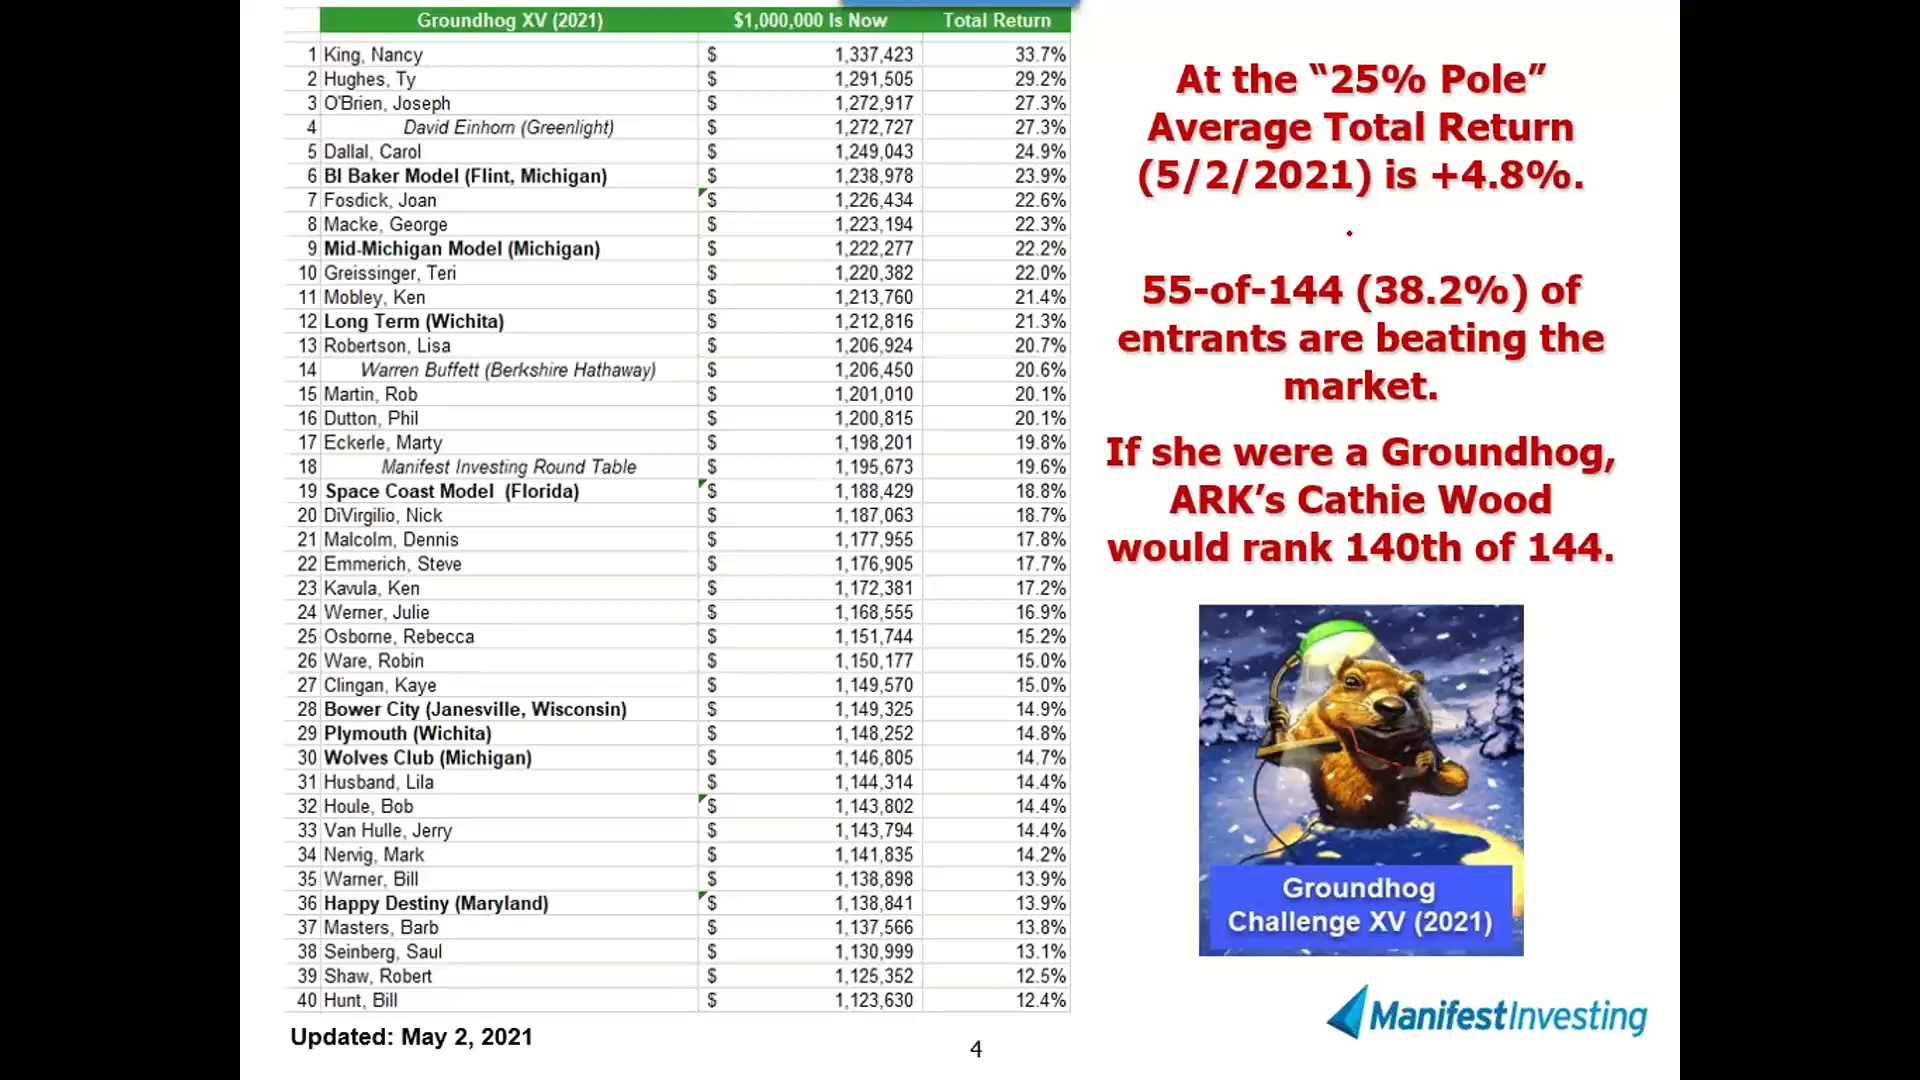 Groundhog XV (2021) $1,000,000 Is Now Total Return
1 King, Nancy $ 1,337,423 33.7%
2 Hughes, Ty $ 1,291,505 29.2%
3 O'Brien, Joseph $ 1,272,917 27.3%
4 David Einhorn (Greenlight) $ 1,272,727 27.3%
5 Dallal, Carol $ 1,249,043 24.9%
6 BI Baker Model (Flint, Michigan) $ 1,238,978 23.9%
7 Fosdick, Joan $ 1,226,434 22.6%
8 Macke, George $ 1,223,194 22.3%
9 Mid-Michigan Model (Michigan) $ 1,222,277 22.2%
10 Greissinger, Teri $ 1,220,382 22.0%
11 Mobley, Ken $ 1,213,760 21.4%
12 Long Term (Wichita) $ 1,212,816 21.3%
13 Robertson, Lisa $ 1,206,924 20.7%
14 Warren Buffett (Berkshire Hathaway) $ 1,206,450 20.6%
15 Martin, Rob $ 1,201,010 20.1%
16 Dutton, Phil $ 1,200,815 20.1%
17 Eckerle, Marty $ 1,198,201 19.8%
18 Manifest Investing Round Table $ 1,195,673 19.6%
19 Space Coast Model (Florida) $ 1,188,429 18.8%
20 DiVirgilio, Nick $ 1,187,063 18.7%
21 Malcolm, Dennis $ 1,177,955 17.8%
22 Emmerich, Steve $ 1,176,905 17.7%
23 Kavula, Ken $ 1,172,381 17.2%
24 Werner, Julie $ 1,168,555 16.9%
25 Osborne, Rebecca $ 1,151,744 15.2%
26 Ware, Robin $ 1,150,177 15.0%
27 Clingan, Kaye $ 1,149,570 15.0%
28 Bower City (Janesville, Wisconsin) $ 1,149,325 14.9%
29 Plymouth (Wichita) $ 1,148,252 14.8%
30 Wolves Club (Michigan) $ 1,146,805 14.7%
31 Husband, Lila $ 1,144,314 14.4%
32 Houle, Bob $ 1,143,802 14.4%
33 Van Hulle, Jerry $ 1,143,794 14.4%
34 Nervig, Mark $ 1,141,835 14.2%
35 Warner, Bill $ 1,138,898 13.9%
36 Happy Destiny (Maryland) $ 1,138,841 13.9%
37 Masters, Barb $ 1,137,566 13.8%
38 Seinberg, Saul $ 1,130,999 13.1%
39 Shaw, Robert $ 1,125,352 12.5%
40 Hunt, Bill $ 1,123,630 12.4%
Updated: May 2, 2021
4
At the “25% Pole”
Average Total Return
(5/2/2021) is +4.8%.
.
55-of-144 (38.2%) of
entrants are beating the
market.
If she were a Groundhog,
ARK’s Cathie Wood
would rank 140th of 144.
Groundhog
Challenge XV (2021)
ManifestInvesting